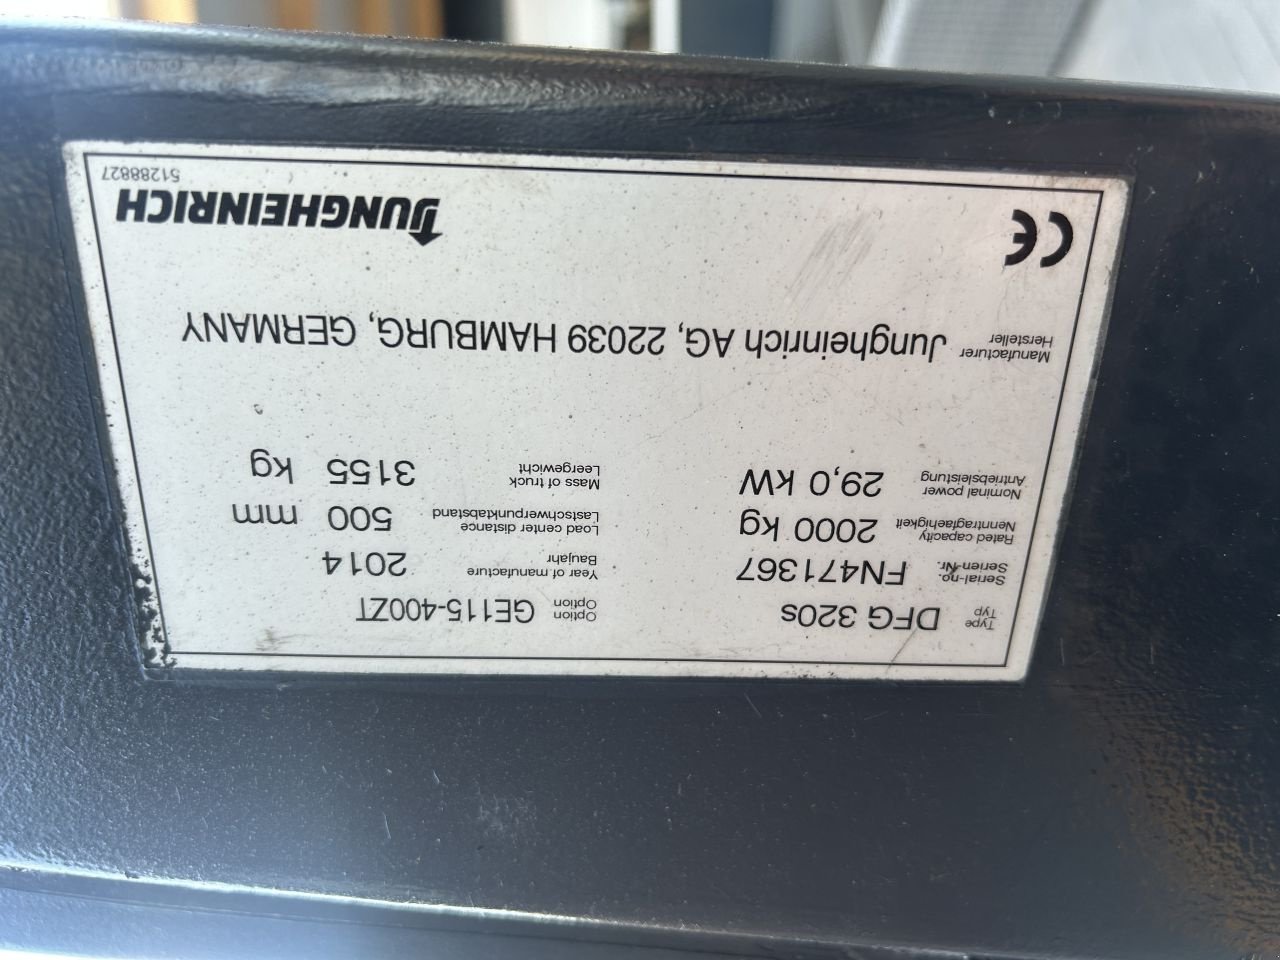 Type
Typ
DFG 320s
Option
Option
GE115-400ZT
Serial-no.
Serien-Nr.
FN471367
Year of manufacture
Baujahr
2014
Rated capacity
Nenntragfaehigkeit
2000 kg
Load center distance
Lastschwerpunktabstand
500 mm
Nominal power
Antriebsleistung
29,0 kW
Mass of truck
Leergewicht
3155 kg
Manufacturer
Hersteller
Jungheinrich AG, 22039 HAMBURG, GERMANY
CE
JUNGHEINRICH
51288827